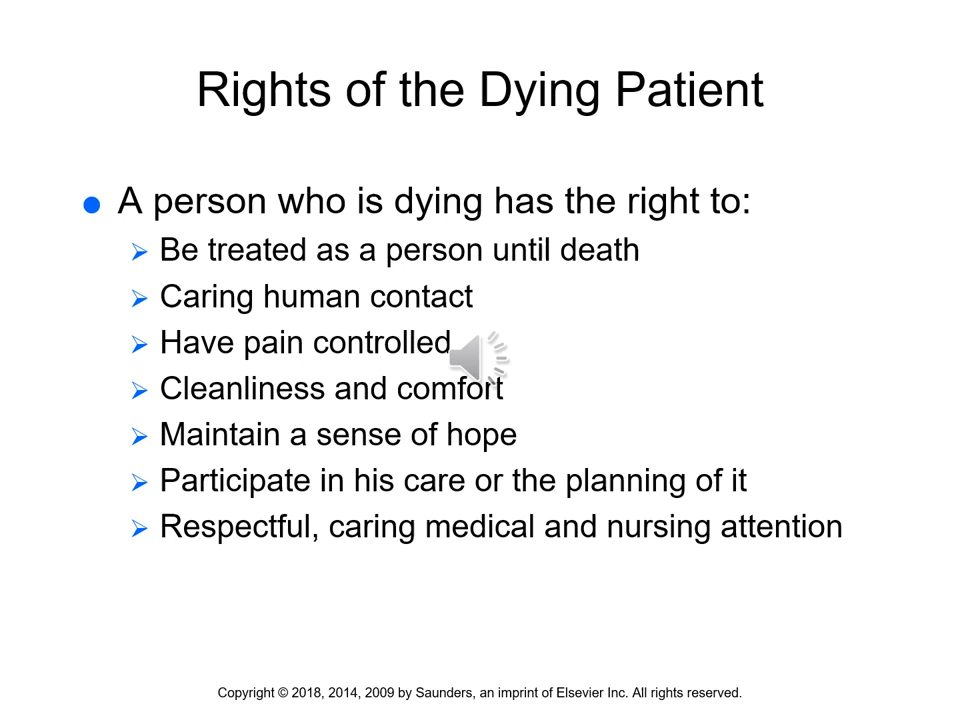 Rights of the Dying Patient
A person who is dying has the right to:
Be treated as a person until death
Caring human contact
Have pain controlled
Cleanliness and comfort
Maintain a sense of hope
Participate in his care or the planning of it
Respectful, caring medical and nursing attention
Copyright © 2018, 2014, 2009 by Saunders, an imprint of Elsevier Inc. All rights reserved.